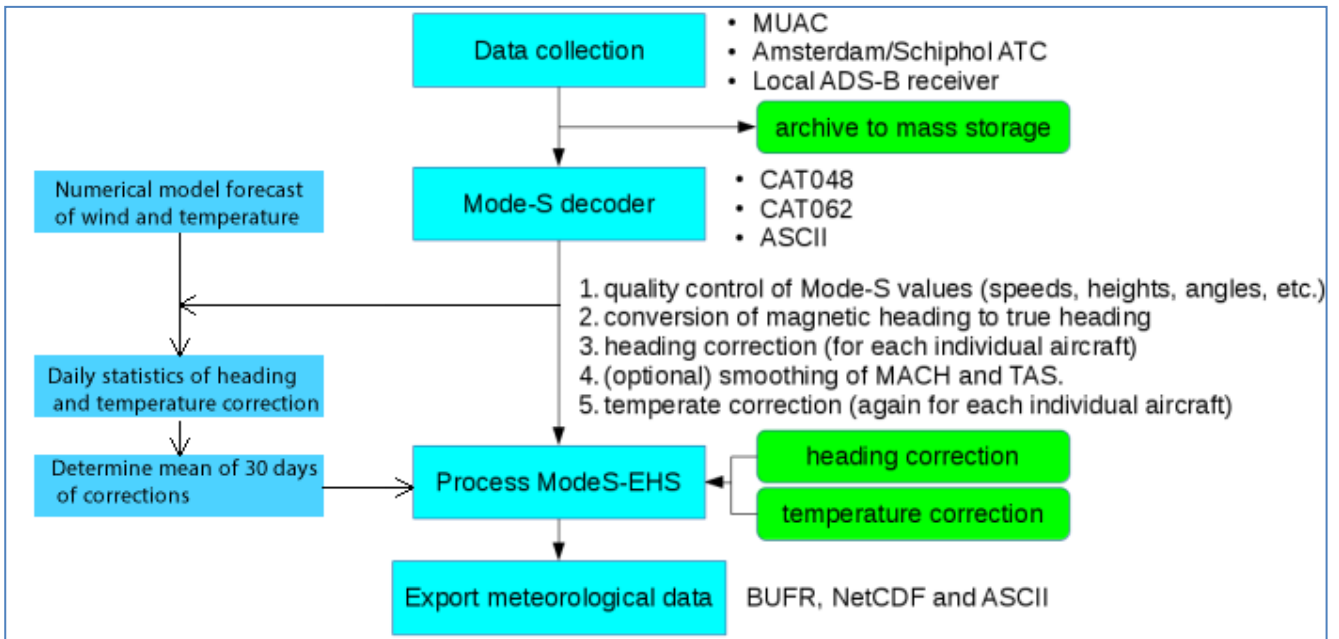 Data collection
• MUAC
• Amsterdam/Schiphol ATC
• Local ADS-B receiver
archive to mass storage
Numerical model forecast
of wind and temperature
Mode-S decoder
• CAT048
• CAT062
• ASCII
1. quality control of Mode-S values (speeds, heights, angles, etc.)
2. conversion of magnetic heading to true heading
3. heading correction (for each individual aircraft)
4. (optional) smoothing of MACH and TAS.
5. temperate correction (again for each individual aircraft)
Daily statistics of heading
and temperature correction
Determine mean of 30 days
of corrections
Process ModeS-EHS
heading correction
temperature correction
Export meteorological data
BUFR, NetCDF and ASCII